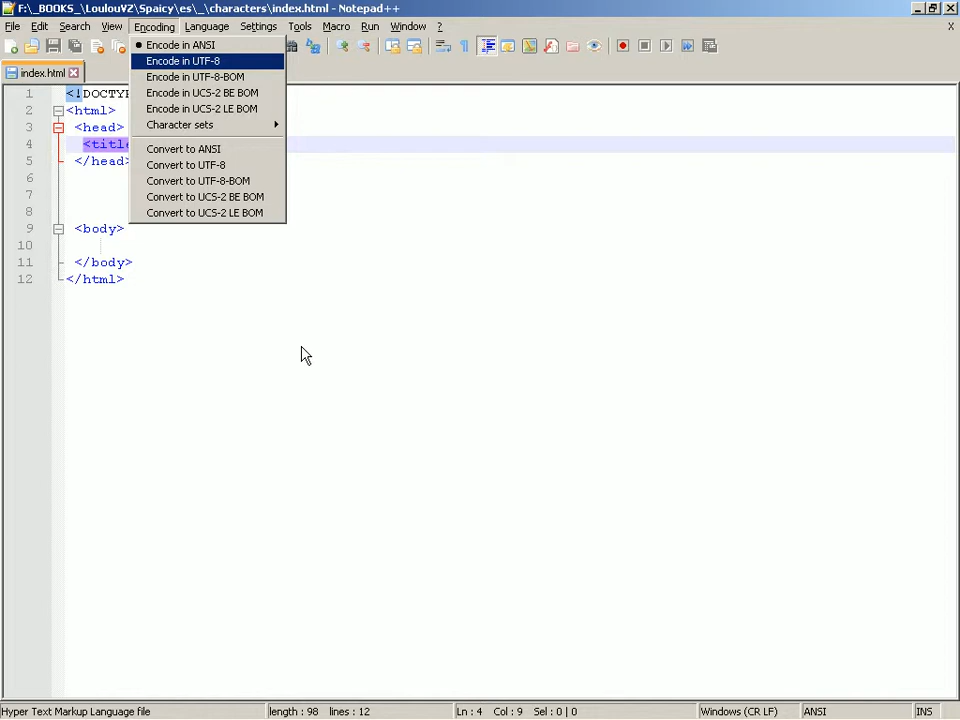 F:\_BOOKS_\LoulouVZ\Spaicy\es_\_\characters\index.html - Notepad++
File Edit Search View Encoding Language Settings Tools Macro Run Window ? X
index.html
Encode in ANSI
Encode in UTF-8
Encode in UTF-8-BOM
Encode in UCS-2 BE BOM
Encode in UCS-2 LE BOM
Character sets
Convert to ANSI
Convert to UTF-8
Convert to UTF-8-BOM
Convert to UCS-2 BE BOM
Convert to UCS-2 LE BOM
1 <!DOCTYP
2 <html>
3 <head>
4 <titl
5 </head>
6
7
8
9 <body>
10
11 </body>
12 </html>
Hyper Text Markup Language file length : 98 lines : 12 Ln : 4 Col : 9 Sel : 0 | 0 Windows (CR LF) ANSI INS